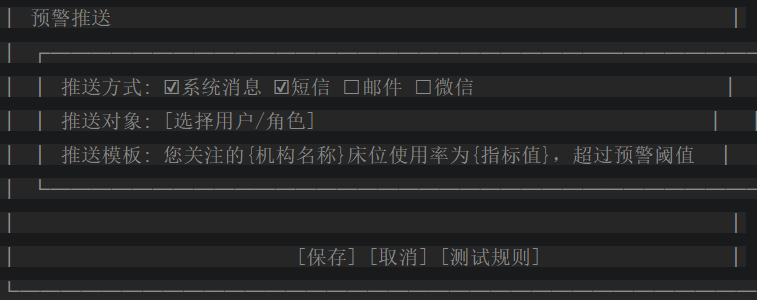 预警推送
推送方式: ☑系统消息 ☑短信 ☐邮件 ☐微信
推送对象: [选择用户/角色]
推送模板: 您关注的{机构名称}床位使用率为{指标值}，超过预警阈值
[保存] [取消] [测试规则]